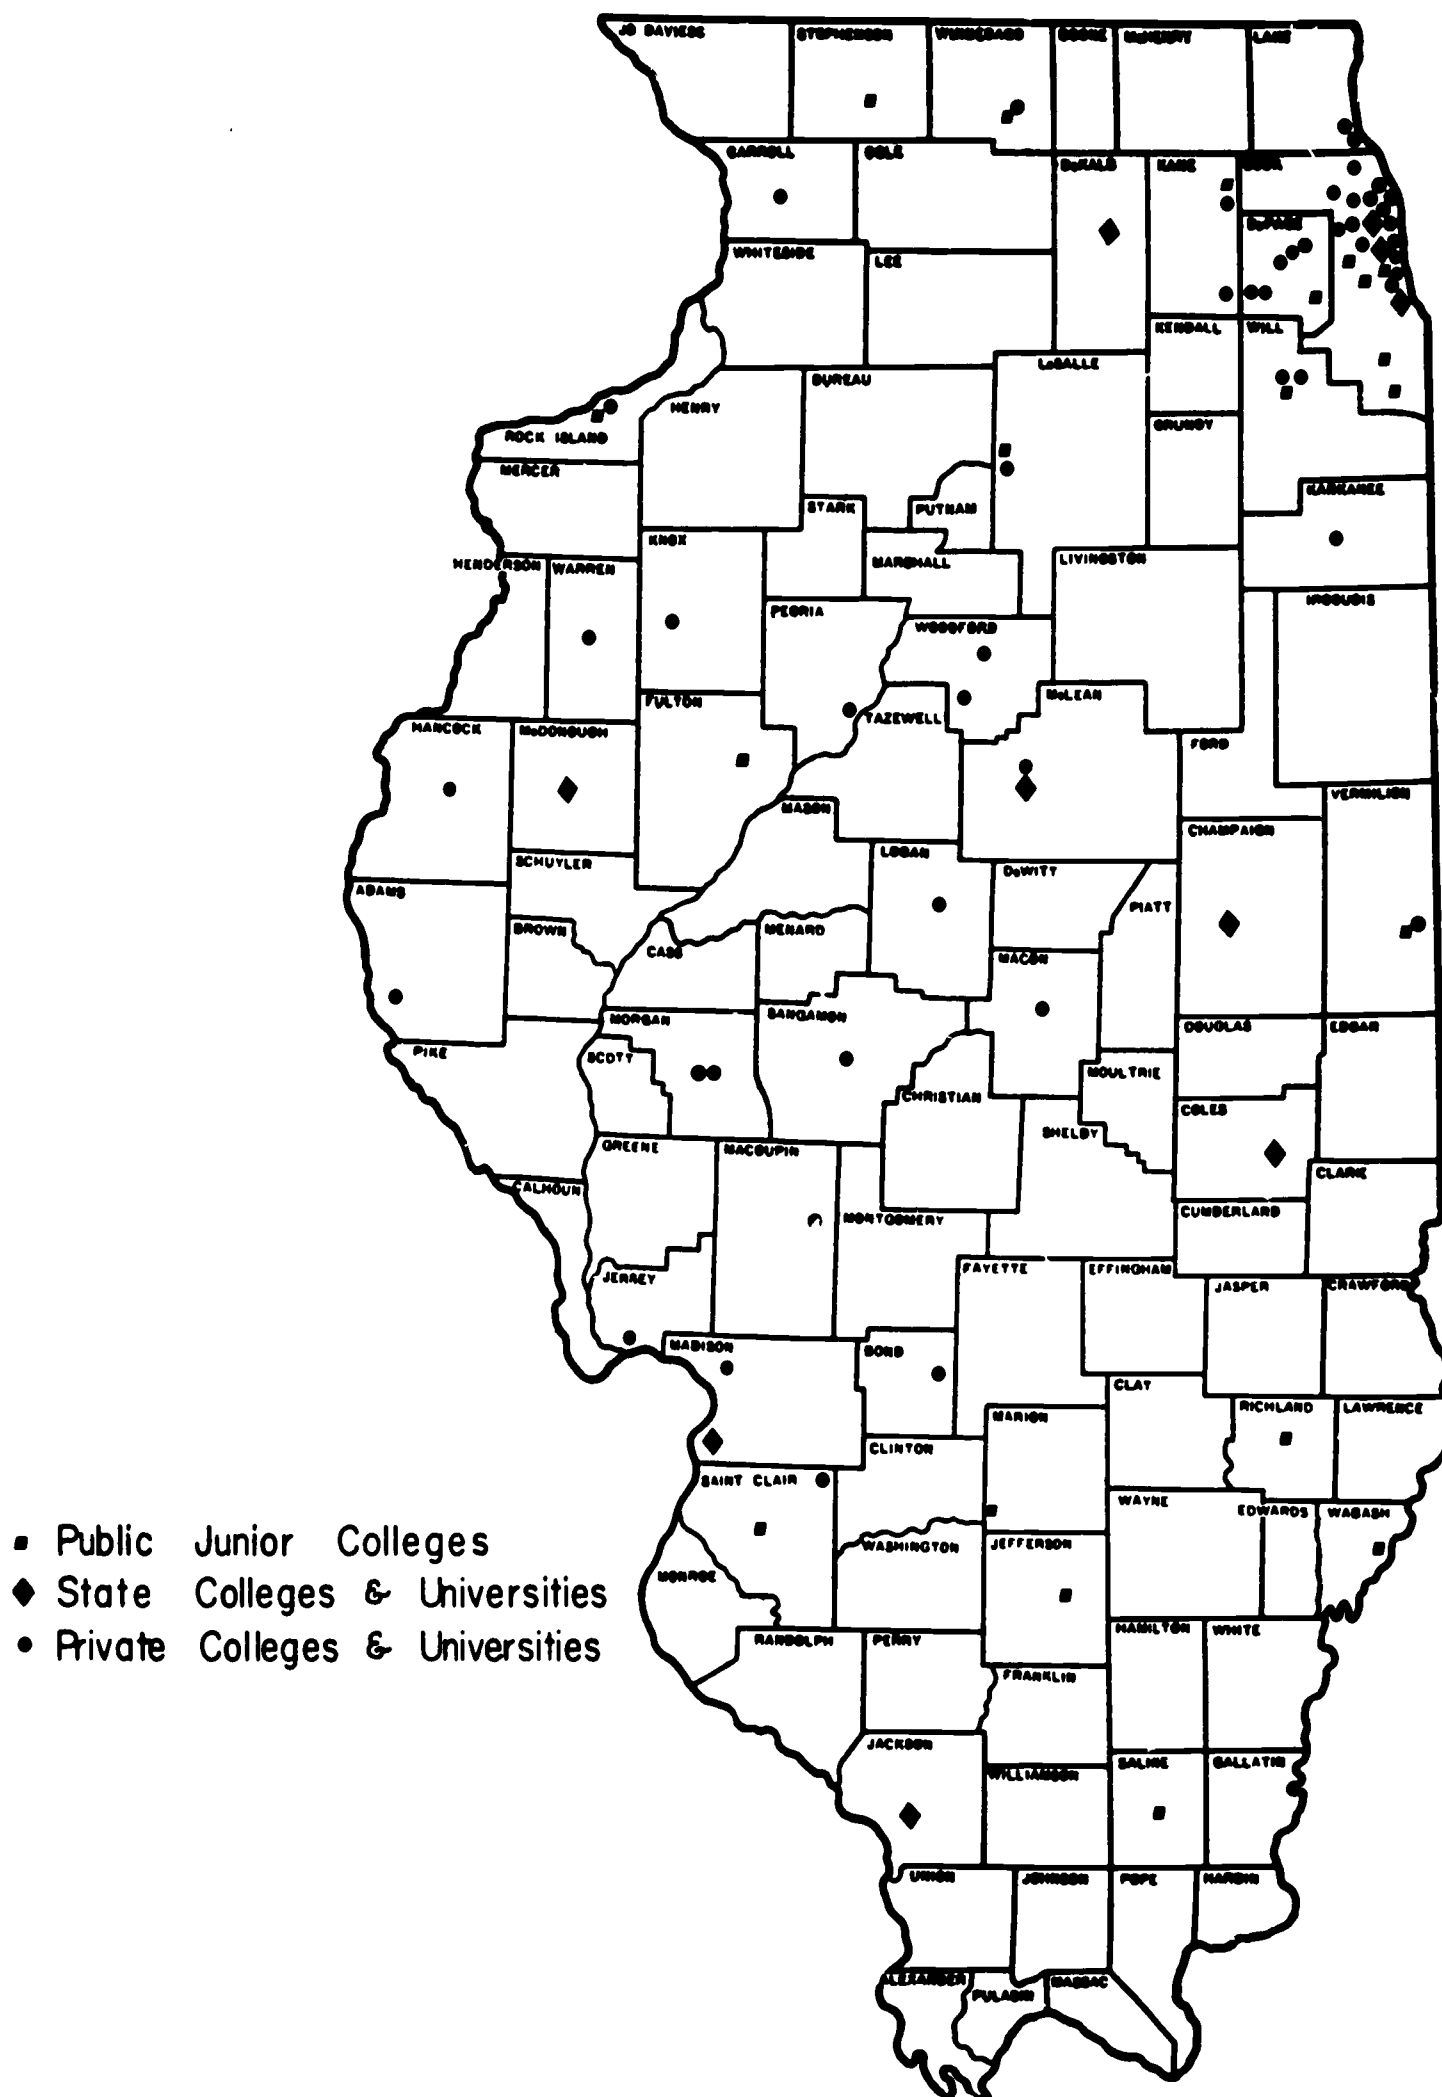 JO DAVIESS
STEPHENSON
WINNEBAGO
BOONE
McHENRY
LAKE
CARROLL
OGLE
DeKALB
KANE
COOK
DuPAGE
WHITESIDE
LEE
KENDALL
WILL
LaSALLE
BUREAU
HENRY
ROCK ISLAND
GRUNDY
MERCER
KANKANEE
STARK
PUTNAM
KNOX
HENDERSON
WARREN
MARSHALL
LIVINGSTON
PEORIA
IROQUOIS
WOODFORD
FULTON
McLEAN
TAZEWELL
HANCOCK
McDONOUGH
FORD
VERMILION
MASON
CHAMPAIGN
LOGAN
SCHUYLER
DeWITT
ADAMS
PIATT
BROWN
MENARD
CASS
MACON
MORGAN
SANGAMON
DOUGLAS
EDGAR
PIKE
SCOTT
MOULTRIE
CHRISTIAN
COLES
SHELBY
GREENE
MACOUPIN
CLARK
CALHOUN
MONTGOMERY
CUMBERLARD
FAYETTE
EFFINGHAM
JERSEY
JASPER
CRAWFORD
MADISON
BOND
CLAT
RICHLAND
LAWRENCE
MARION
CLINTON
SAINT CLAIR
WAYNE
EDWARDS
WABASH
WASHINGTON
JEFFERSON
MONROE
Public Junior Colleges
State Colleges & Universities
Private Colleges & Universities
RANDOLPH
PERRY
HAMILTON
WHITE
FRANKLIN
JACKSON
WILLIAMSON
SALINE
GALLATIN
UNION
JOHNSON
POPE
HARDIN
ALEXANDER
PULASKI
MASSAC